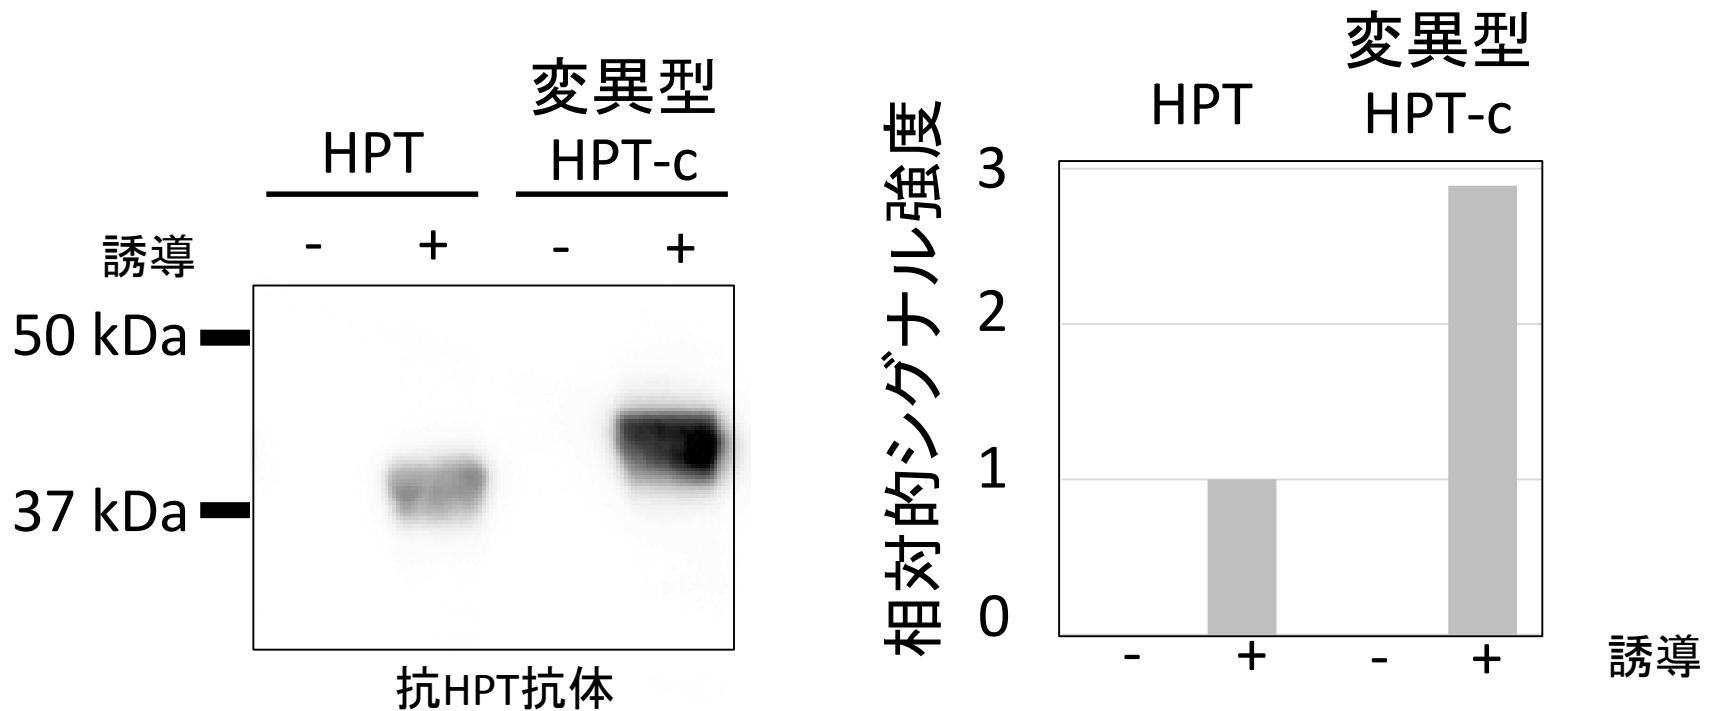 変異型
HPT HPT-c
誘導 - + - +
50 kDa
37 kDa
抗HPT抗体
変異型
HPT HPT-c
相対的シグナル強度
3
2
1
0
- + - + 誘導